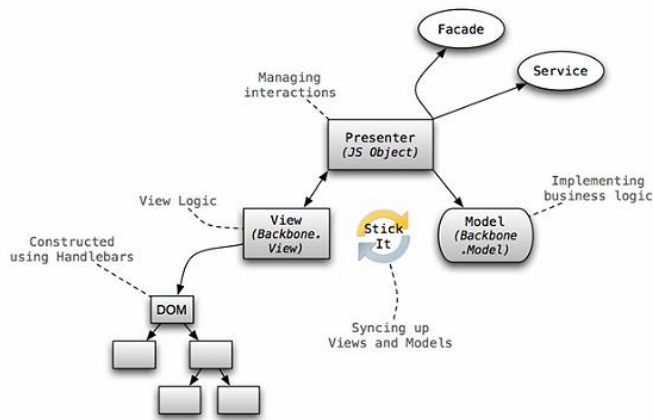 Facade
Service
Managing
interactions
Presenter
(JS Object)
Implementing
business logic
View Logic
View
(Backbone.
View)
Stick
It
Model
(Backbone
.Model)
Constructed
using Handlebars
DOM
Syncing up
Views and Models